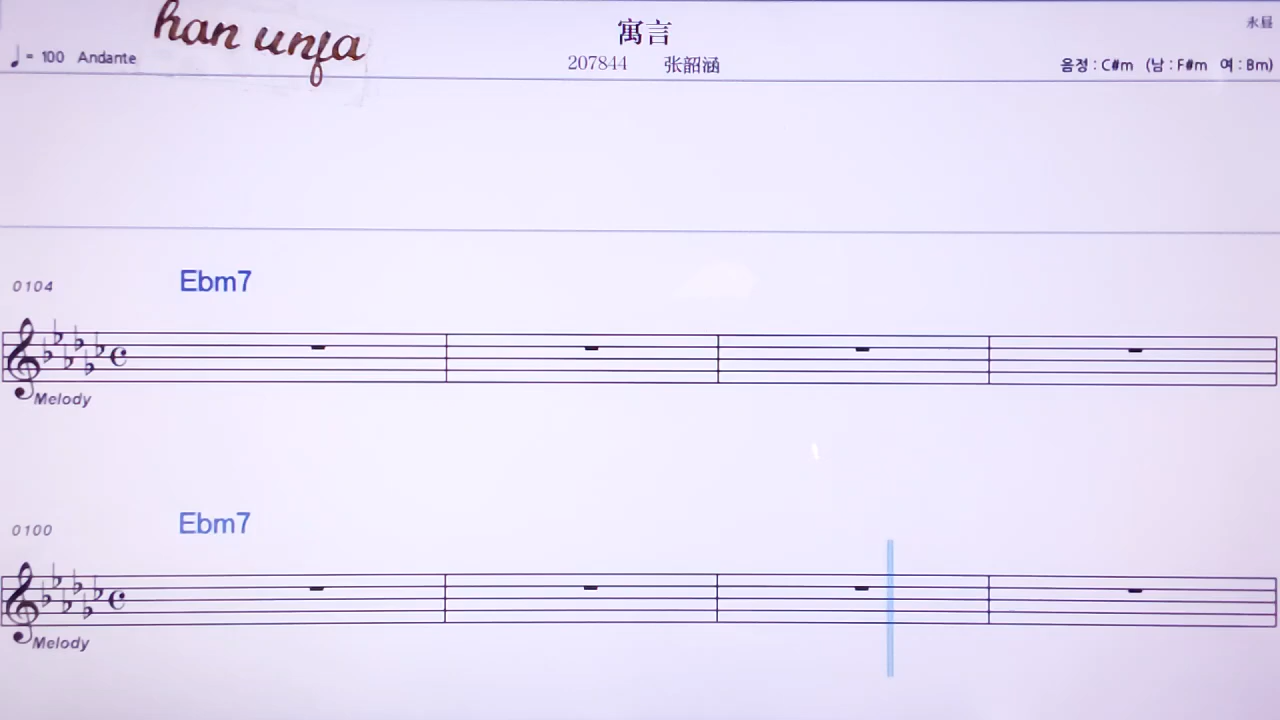 han unfa
寓言
永昼
♩ = 100 Andante
207844 张韶涵
음정 : C#m (남 : F#m 여 : Bm)
0104
Ebm7
Melody
0100
Ebm7
Melody